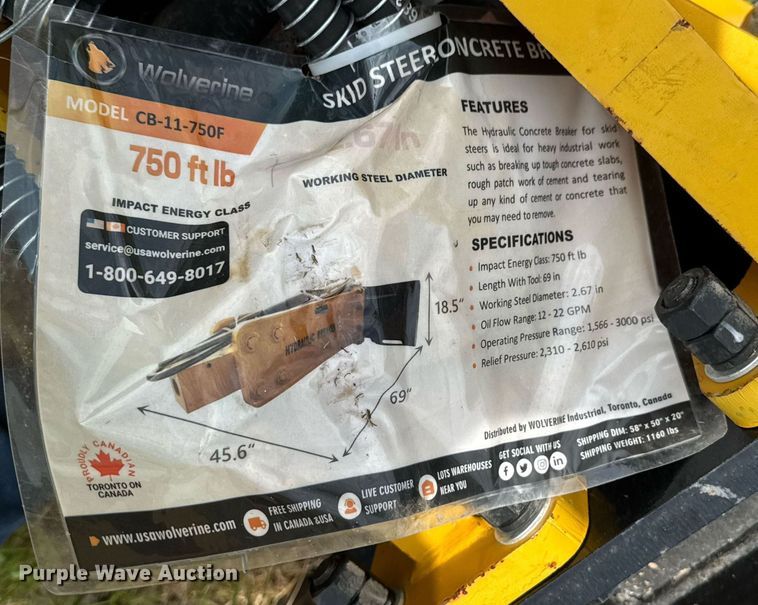 Wolverine
SKID STEER ONCRETE
MODEL CB-11-750F
750 ft lb
IMPACT ENERGY CLASS
CUSTOMER SUPPORT
service@usawolverine.com
1-800-649-8017
2.67in
WORKING STEEL DIAMETER
FEATURES
The Hydraulic Concrete Breaker for skid
steers is ideal for heavy industrial work
such as breaking up tough concrete slabs,
rough patch work of cement and tearing
up any kind of cement or concrete that
you may need to remove.
SPECIFICATIONS
• Impact Energy Class: 750 ft lb
• Length With Tool: 69 in
• Working Steel Diameter: 2.67 in
• Oil Flow Range: 12 - 22 GPM
• Operating Pressure Range: 1,566 - 3000 psi
• Relief Pressure: 2,310 - 2,610 psi
18.5"
69"
45.6"
PROUDLY CANADIAN
TORONTO ON
CANADA
Distributed by WOLVERINE Industrial, Toronto, Canada
www.usawolverine.com
FREE SHIPPING
IN CANADA &USA
LIVE CUSTOMER
SUPPORT
LOTS WAREHOUSES
NEAR YOU
GET SOCIAL WITH US
SHIPPING DIM: 58" x 50" x 20"
SHIPPING WEIGHT: 1160 lbs
Purple Wave Auction